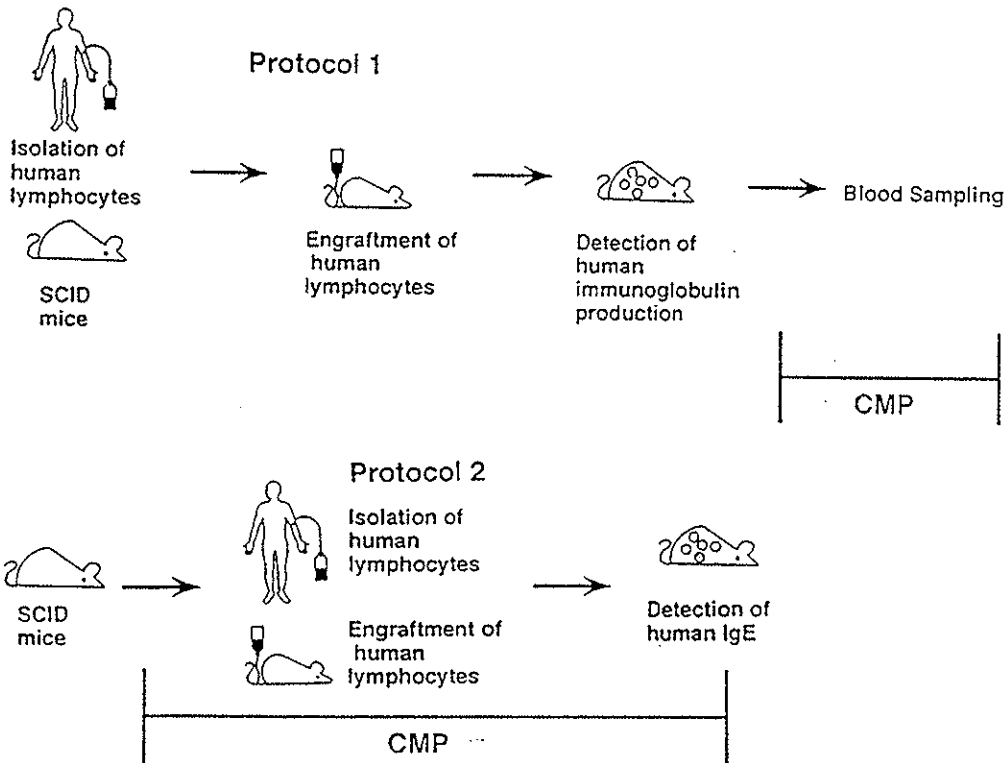 Protocol 1
Isolation of
human
lymphocytes
SCID
mice
Engraftment of
human
lymphocytes
Detection of
human
immunoglobulin
production
Blood Sampling
CMP
Protocol 2
SCID
mice
Isolation of
human
lymphocytes
Engraftment of
human
lymphocytes
Detection of
human IgE
CMP